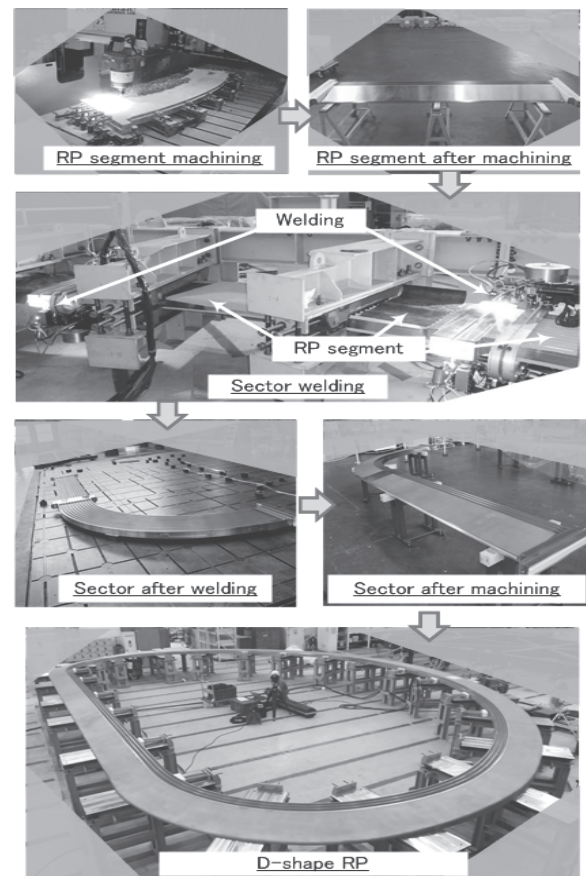 RP segment machining
RP segment after machining
Welding
RP segment
Sector welding
Sector after welding
Sector after machining
D-shape RP